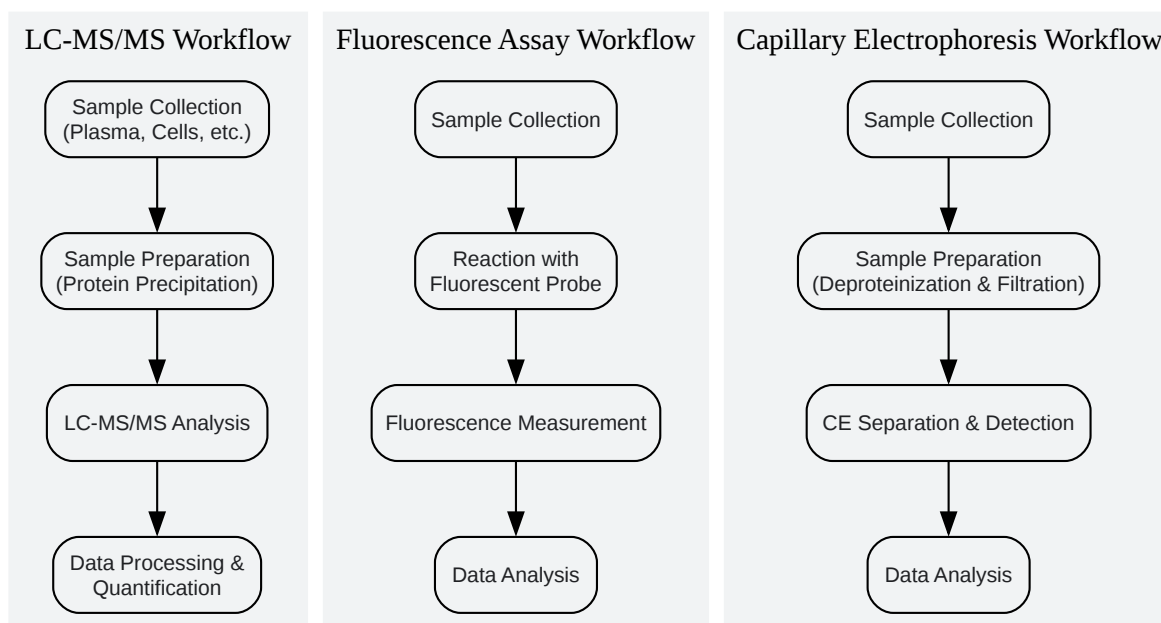 LC-MS/MS Workflow
Sample Collection
(Plasma, Cells, etc.)
Sample Preparation
(Protein Precipitation)
LC-MS/MS Analysis
Data Processing &
Quantification
Fluorescence Assay Workflow
Sample Collection
Reaction with
Fluorescent Probe
Fluorescence Measurement
Data Analysis
Capillary Electrophoresis Workflow
Sample Collection
Sample Preparation
(Deproteinization & Filtration)
CE Separation & Detection
Data Analysis